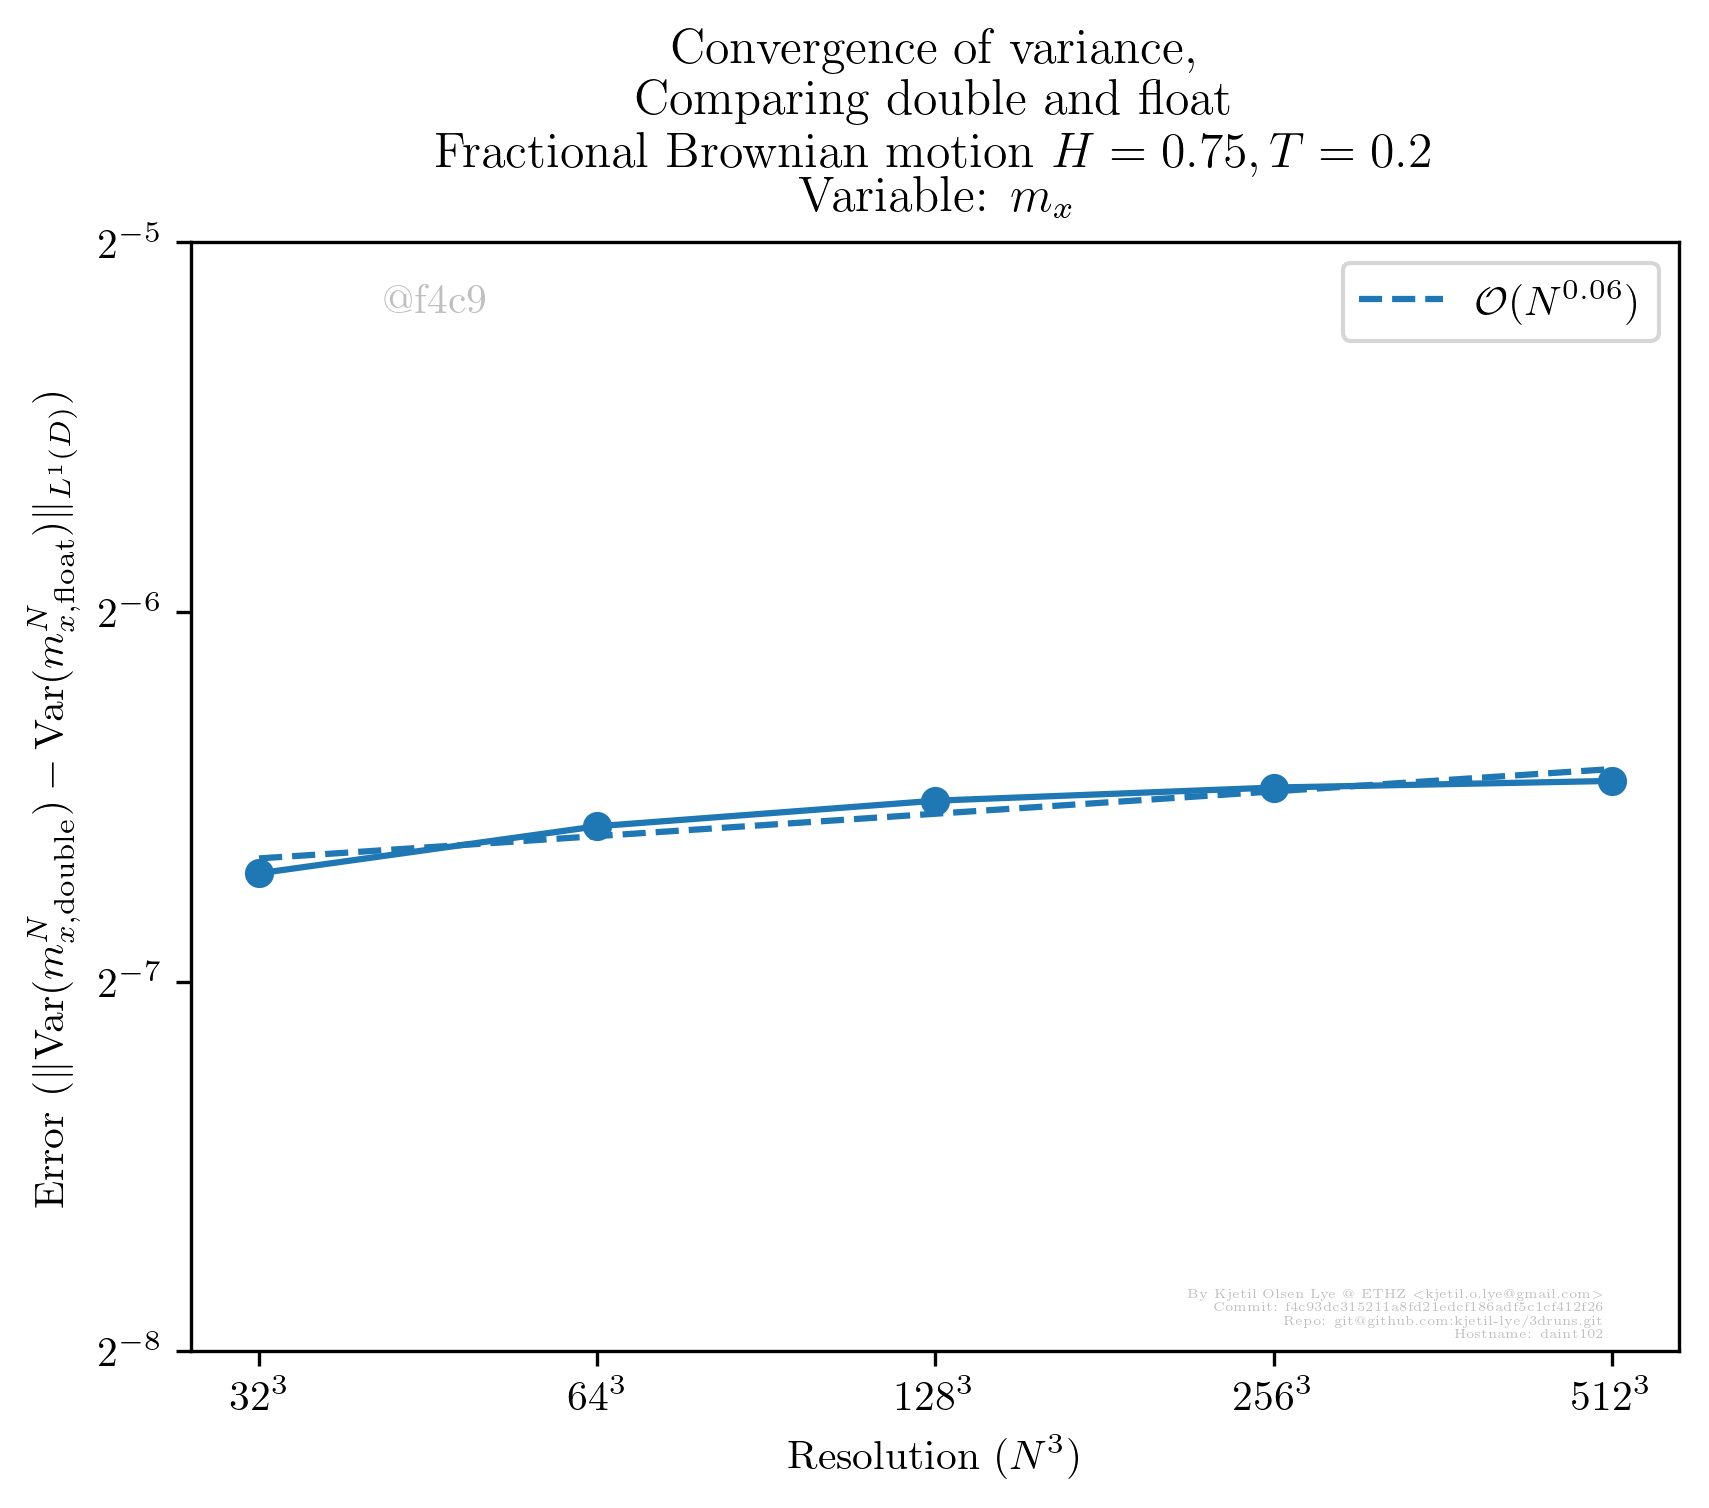 Convergence of variance,
Comparing double and float
Fractional Brownian motion H = 0.75, T = 0.2
Variable: m_x
2^{-5}
@f4c9
O(N^{0.06})
2^{-6}
2^{-7}
2^{-8}
Error (‖Var(m^N_{x,double}) − Var(m^N_{x,float})‖_{L^1(D)})
By Kjetil Olsen Lye @ ETHZ <kjetil.o.lye@gmail.com>
Commit: f4c93dc315211a8fd21edcf186adf5c1cf412f26
Repo: git@github.com:kjetil-lye/3druns.git
Hostname: daint102
32^3 64^3 128^3 256^3 512^3
Resolution (N^3)